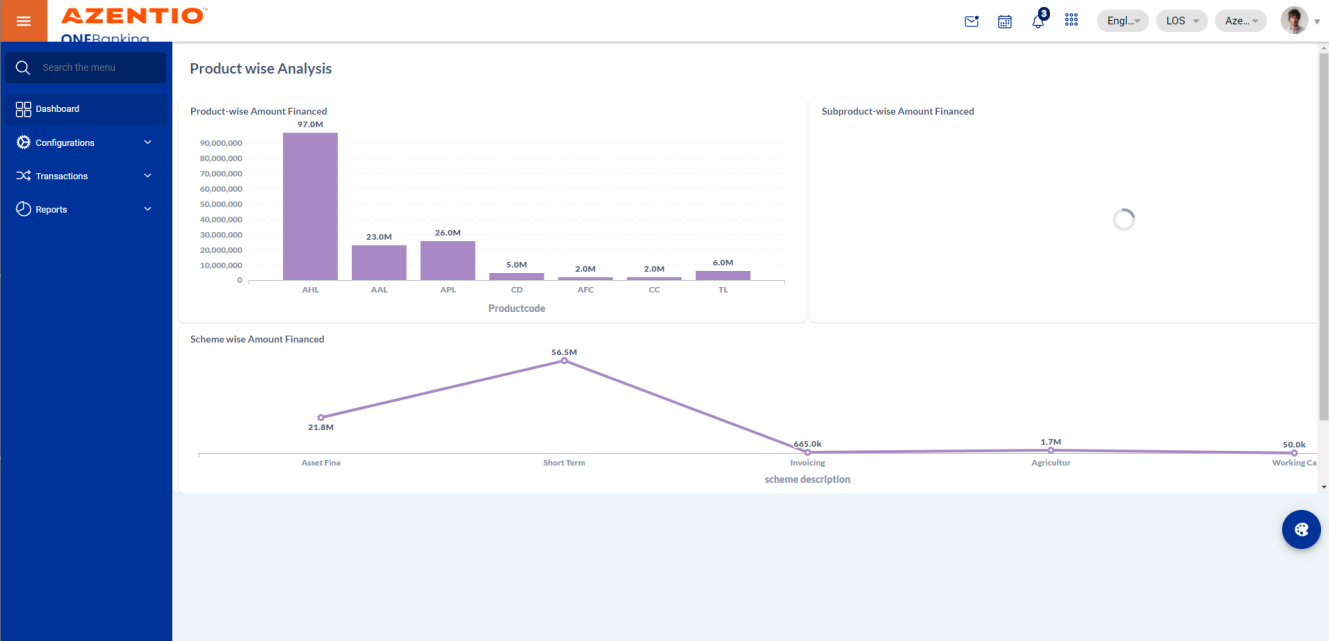 AZENTIO
ONEBanking
3
Engl...
LOS
Aze...
Search the menu
Dashboard
Configurations
Transactions
Reports
Product wise Analysis
Product-wise Amount Financed
97.0M
90,000,000
80,000,000
70,000,000
60,000,000
50,000,000
40,000,000
30,000,000
20,000,000
10,000,000
0
23.0M
26.0M
5.0M
2.0M
2.0M
6.0M
AHL
AAL
APL
CD
AFC
CC
TL
Productcode
Subproduct-wise Amount Financed
Scheme wise Amount Financed
21.8M
56.5M
665.0k
1.7M
50.0k
Asset Fina
Short Term
Invoicing
Agricultur
Working Ca
scheme description